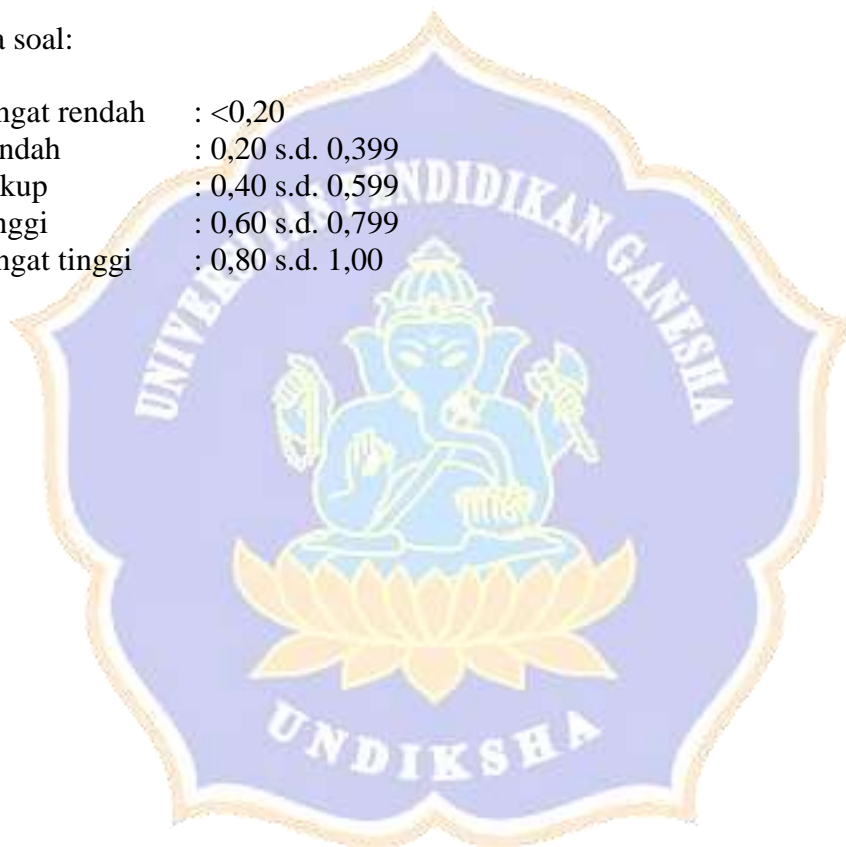 a soal:
ngat rendah : <0,20
ndah : 0,20 s.d. 0,399
kup : 0,40 s.d. 0,599
nggi : 0,60 s.d. 0,799
ngat tinggi : 0,80 s.d. 1,00
UNIVERSITAS PENDIDIKAN GANESHA
UNDIKSHA